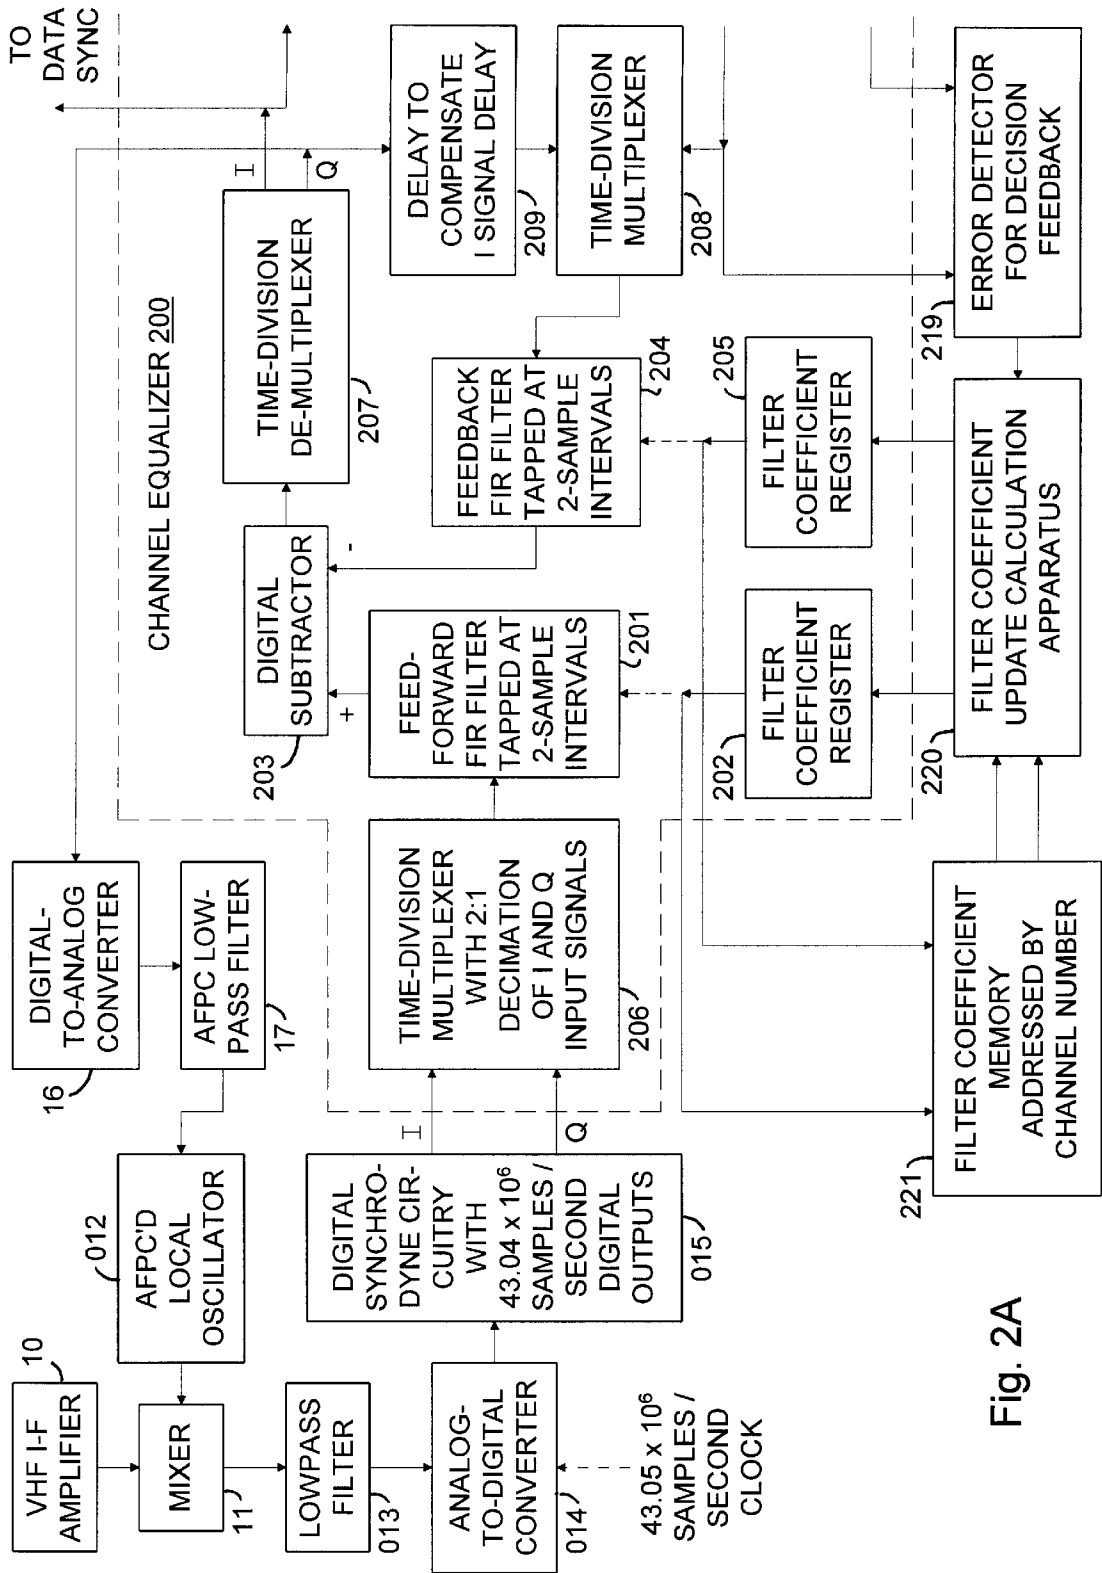 VHF I-F
AMPLIFIER
10
MIXER
11
LOWPASS
FILTER
013
ANALOG-
TO-DIGITAL
CONVERTER
014
43.05 x 10⁶
SAMPLES /
SECOND
CLOCK
AFPC'D
LOCAL
OSCILLATOR
012
DIGITAL
SYNCHRO-
DYNE CIR-
CUITRY WITH
43.04 x 10⁶
SAMPLES /
SECOND
DIGITAL
OUTPUTS
015
I
Q
DIGITAL-
TO-ANALOG
CONVERTER
16
AFPC LOW-
PASS FILTER
17
TIME-DIVISION
MULTIPLEXER
WITH 2:1
DECIMATION
OF I AND Q
INPUT SIGNALS
206
CHANNEL EQUALIZER 200
DIGITAL
SUBTRACTOR
203
+
-
FEED-
FORWARD
FIR FILTER
TAPPED AT
2-SAMPLE
INTERVALS
201
FILTER
COEFFICIENT
REGISTER
202
TIME-DIVISION
DE-MULTIPLEXER
207
I
Q
TO
DATA
SYNC
FEEDBACK
FIR FILTER
TAPPED AT
2-SAMPLE
INTERVALS
204
FILTER
COEFFICIENT
REGISTER
205
DELAY TO
COMPENSATE
I SIGNAL DELAY
209
TIME-DIVISION
MULTIPLEXER
208
ERROR DETECTOR
FOR DECISION
FEEDBACK
219
FILTER COEFFICIENT
UPDATE CALCULATION
APPARATUS
220
FILTER COEFFICIENT
MEMORY
ADDRESSED BY
CHANNEL NUMBER
221
Fig. 2A